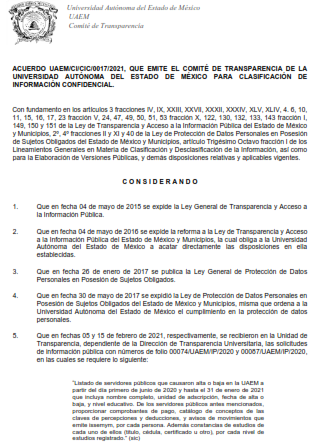 Universidad Autónoma del Estado de México
UAEM
Comité de Transparencia
ACUERDO UAEM/CI/CIC/0017/2021, QUE EMITE EL COMITÉ DE TRANSPARENCIA DE LA
UNIVERSIDAD AUTÓNOMA DEL ESTADO DE MÉXICO PARA CLASIFICACIÓN DE
INFORMACIÓN CONFIDENCIAL.
Con fundamento en los artículos 3 fracciones IV, IX, XXIII, XXVII, XXXII, XXXIV, XLV, XLIV, 4. 6, 10,
11, 15, 16, 17, 23 fracción V, 24, 47, 49, 50, 51, 53 fracción X, 122, 130, 132, 133, 143 fracción I,
149, 150 y 151 de la Ley de Transparencia y Acceso a la Información Pública del Estado de México
y Municipios, 2º, 4º fracciones II y XI y 40 de la Ley de Protección de Datos Personales en Posesión
de Sujetos Obligados del Estado de México y Municipios, artículo Trigésimo Octavo fracción I de los
Lineamientos Generales en Materia de Clasificación y Desclasificación de la Información, así como
para la Elaboración de Versiones Públicas, y demás disposiciones relativas y aplicables vigentes.
C O N S I D E R A N D O
1. Que en fecha 04 de mayo de 2015 se expide la Ley General de Transparencia y Acceso a
la Información Pública.
2. Que en fecha 04 de mayo de 2016 se expide la reforma a la Ley de Transparencia y Acceso
a la Información Pública del Estado de México y Municipios, la cual obliga a la Universidad
Autónoma del Estado de México a acatar directamente las disposiciones en ella
establecidas.
3. Que en fecha 26 de enero de 2017 se publica la Ley General de Protección de Datos
Personales en Posesión de Sujetos Obligados.
4. Que en fecha 30 de mayo de 2017 se expidió la Ley de Protección de Datos Personales en
Posesión de Sujetos Obligados del Estado de México y Municipios, misma que ordena a la
Universidad Autónoma del Estado de México el cumplimiento en la protección de datos
personales.
5. Que en fechas 05 y 15 de febrero de 2021, respectivamente, se recibieron en la Unidad de
Transparencia, dependiente de la Dirección de Transparencia Universitaria, las solicitudes
de información pública con números de folio 00074/UAEM/IP/2020 y 00087/UAEM/IP/2020,
en las cuales se requiere lo siguiente:
"Listado de servidores públicos que causaron alta o baja en la UAEM a
partir del día primero de junio de 2020 y hasta el 31 de enero de 2021
que incluya nombre completo, unidad de adscripción, fecha de alta o
baja, y nivel educativo. De los servidores públicos antes mencionados,
proporcionar comprobantes de pago, catálogo de conceptos de las
claves de percepciones y deducciones, y avisos de movimientos que
emite issemym, por cada persona. Además constancias de estudios de
cada uno de ellos (título, cédula, certificado u otro), por cada nivel de
estudios registrado." (sic)